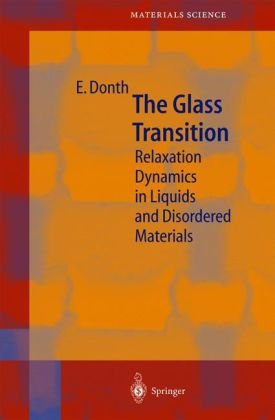 MATERIALS SCIENCE
E. Donth
The Glass
Transition
Relaxation
Dynamics
in Liquids
and Disordered
Materials
Springer